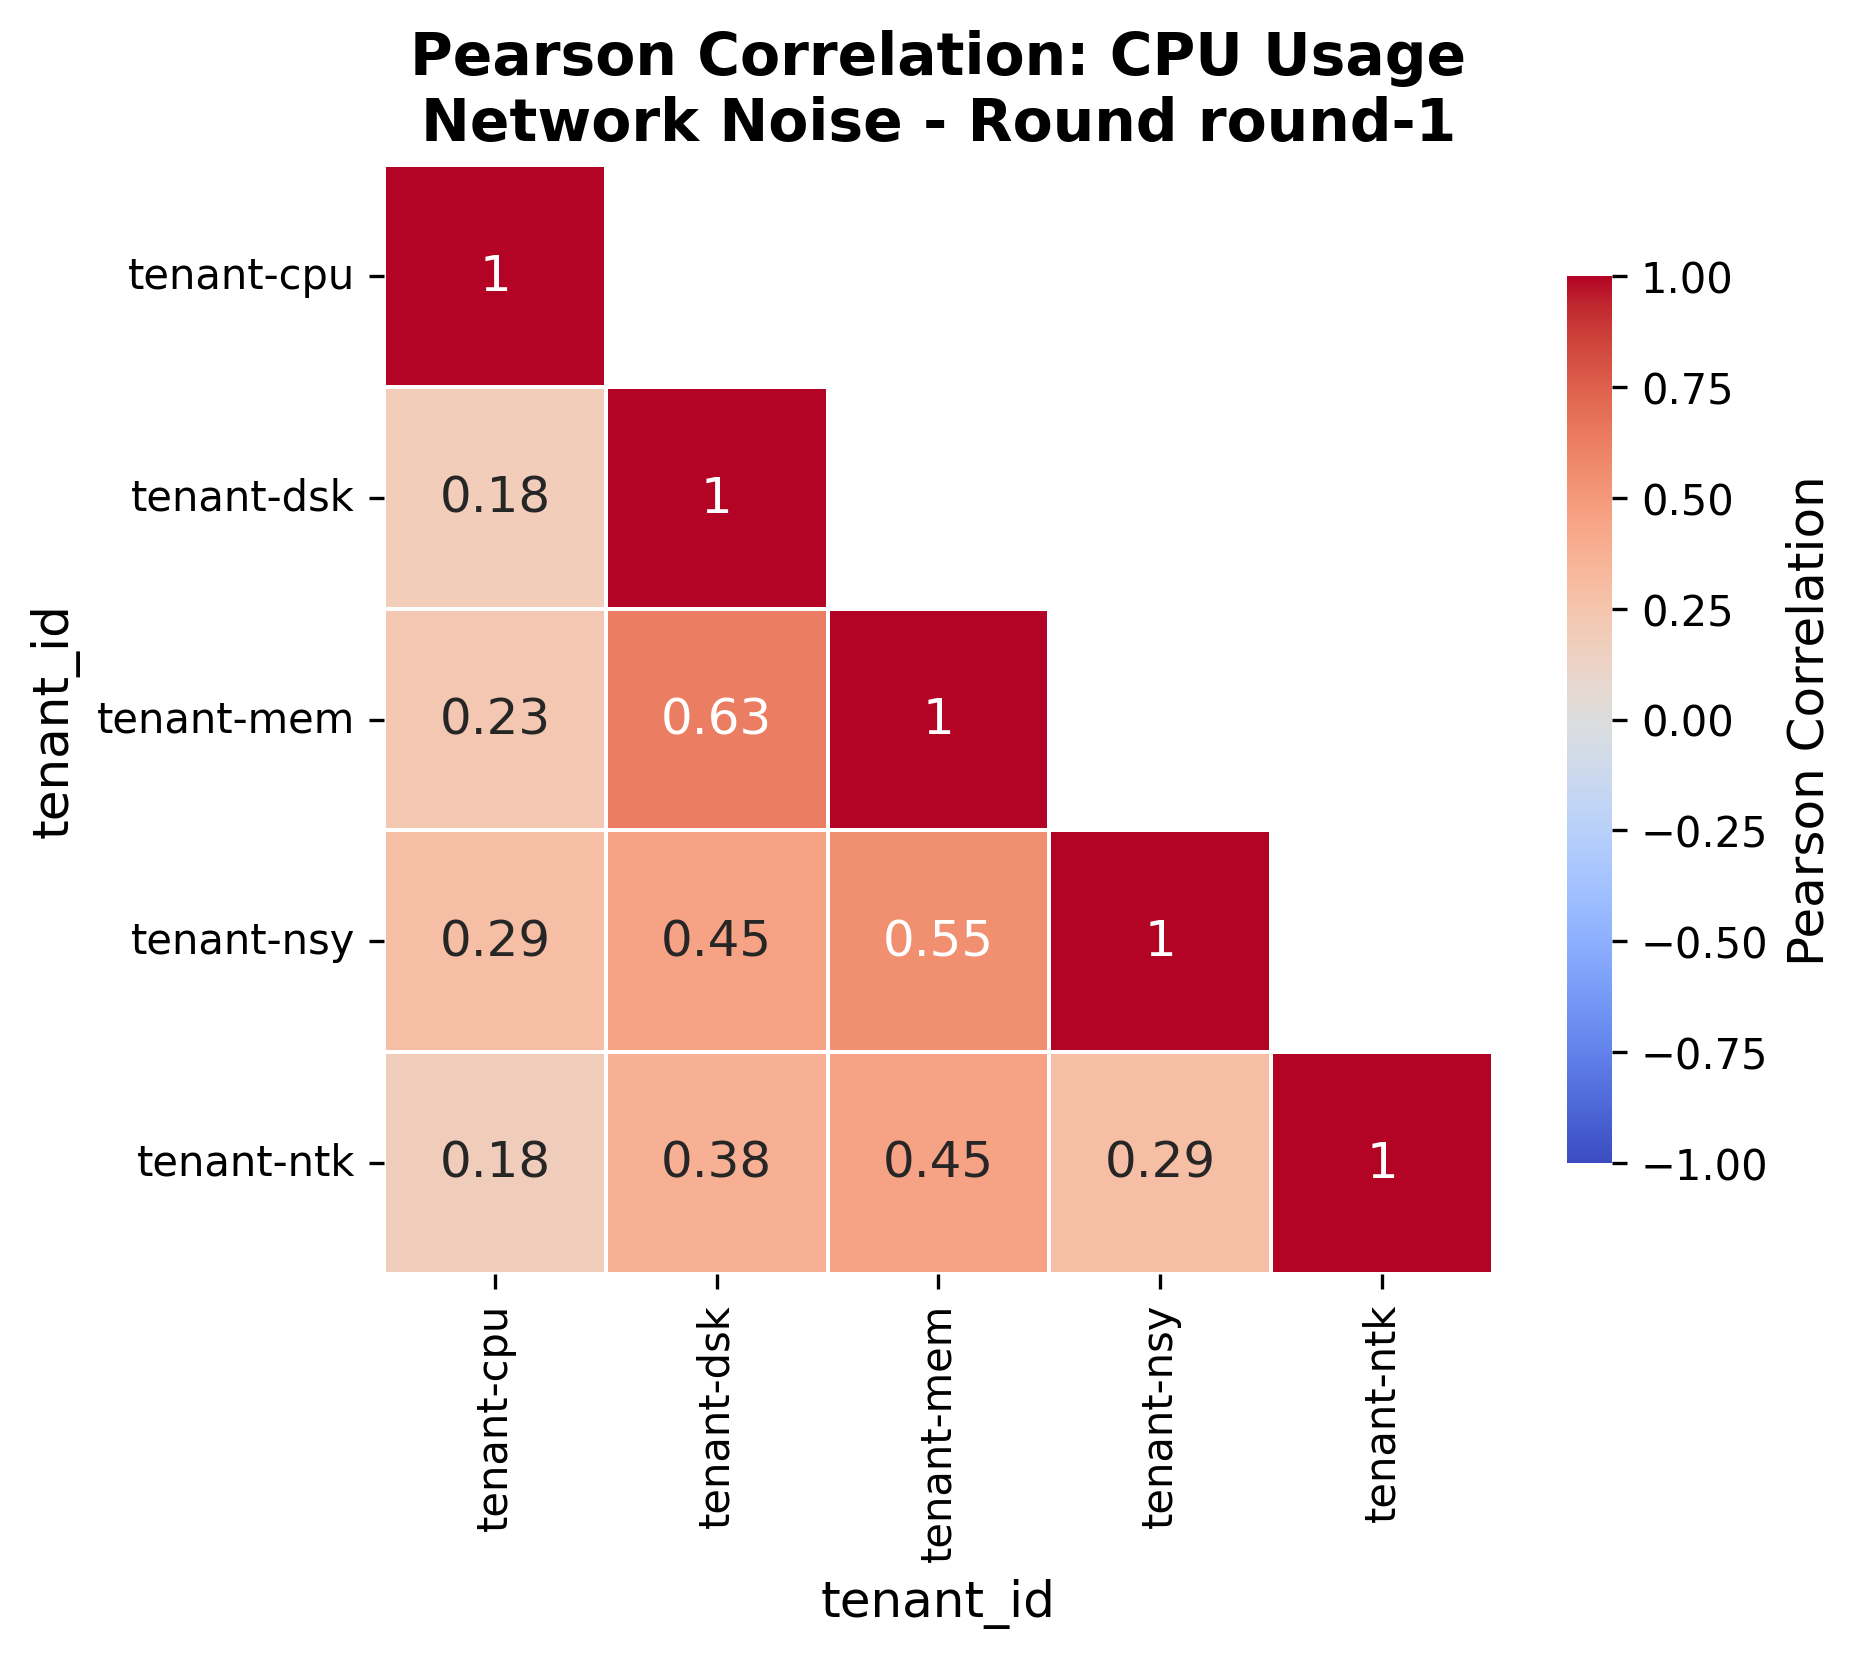 Pearson Correlation: CPU Usage
Network Noise - Round round-1
tenant_id
tenant-cpu
1
tenant-dsk
0.18 1
tenant-mem
0.23 0.63 1
tenant-nsy
0.29 0.45 0.55 1
tenant-ntk
0.18 0.38 0.45 0.29 1
tenant-cpu
tenant-dsk
tenant-mem
tenant-nsy
tenant-ntk
tenant_id
1.00
0.75
0.50
0.25
0.00
−0.25
−0.50
−0.75
−1.00
Pearson Correlation